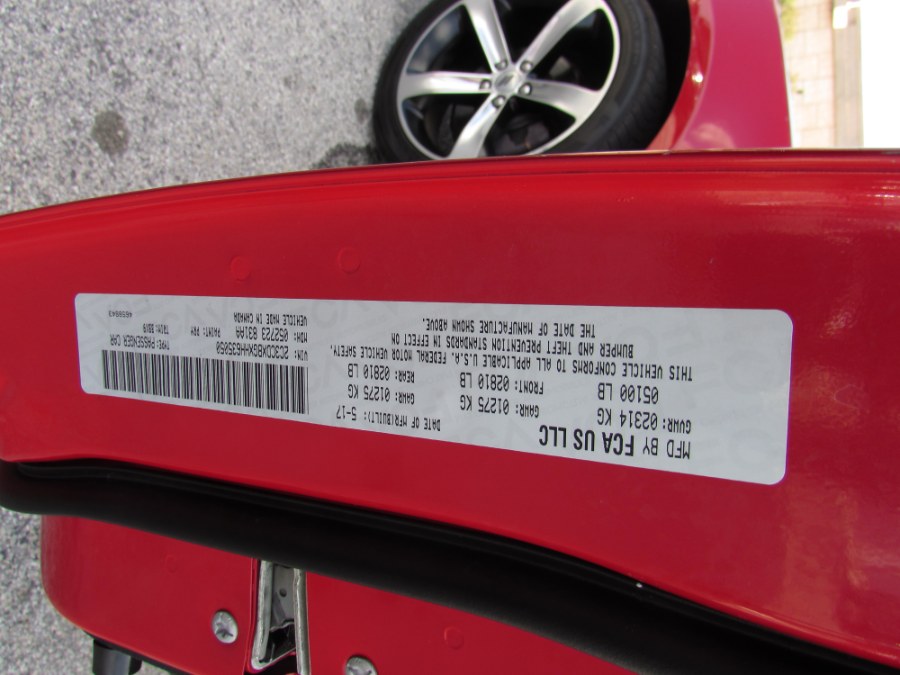 MFD BY FCA US LLC
DATE OF MFR(BUILT): 5-17
GVWR: 02314 KG
05100 LB
GAWR: 01275 KG
FRONT: 02810 LB
GAWR: 01275 KG
REAR: 02810 LB
THIS VEHICLE CONFORMS TO ALL APPLICABLE U.S.A. FEDERAL MOTOR VEHICLE SAFETY,
BUMPER AND THEFT PREVENTION STANDARDS IN EFFECT ON
THE DATE OF MANUFACTURE SHOWN ABOVE.
VIN:
TYPE: PASSENGER CAR
MDH: 052723 831AA
PAINT: PRY
TRIM:
VEHICLE MADE IN CANADA